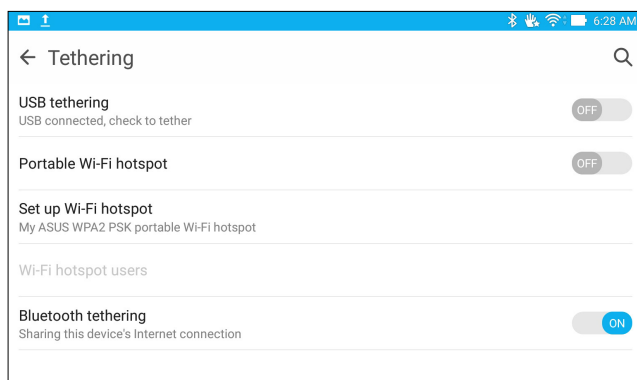 6:28 AM
Tethering
USB tethering
OFF
USB connected, check to tether
Portable Wi-Fi hotspot
OFF
Set up Wi-Fi hotspot
My ASUS WPA2 PSK portable Wi-Fi hotspot
Wi-Fi hotspot users
Bluetooth tethering
ON
Sharing this device's Internet connection